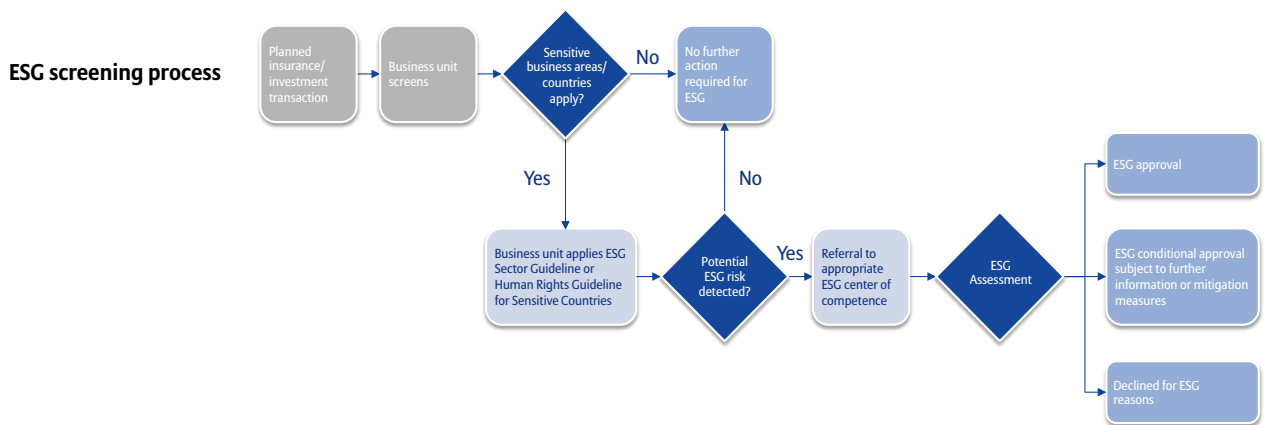 ESG screening process
Planned
insurance/
investment
transaction
Business unit
screens
Sensitive
business areas/
countries
apply?
No
No further
action
required for
ESG
Yes
No
Business unit applies ESG
Sector Guideline or
Human Rights Guideline
for Sensitive Countries
Potential
ESG risk
detected?
Yes
Referral to
appropriate
ESG center of
competence
ESG
Assessment
ESG approval
ESG conditional approval
subject to further
information or mitigation
measures
Declined for ESG
reasons